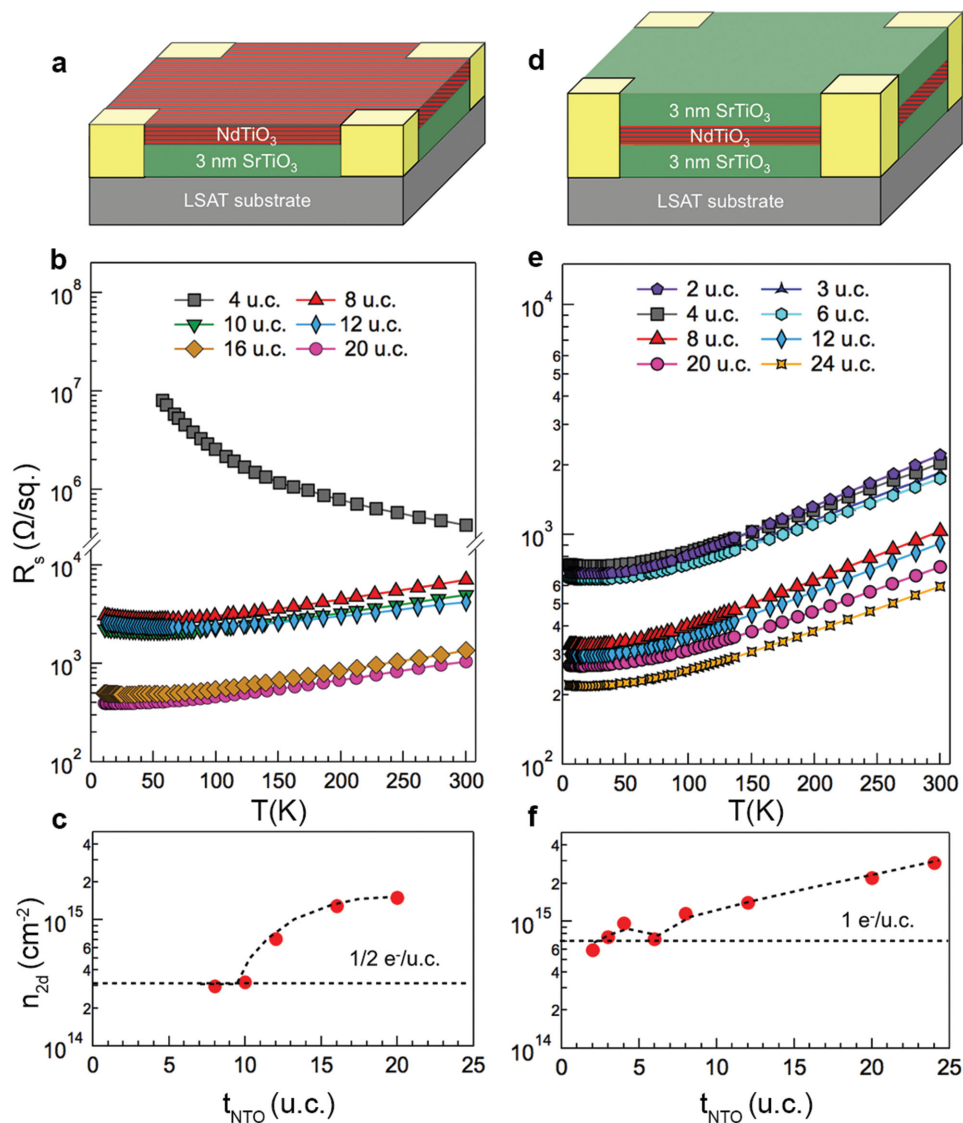 a
NdTiO3
3 nm SrTiO3
LSAT substrate
d
3 nm SrTiO3
NdTiO3
3 nm SrTiO3
LSAT substrate
b
4 u.c. 8 u.c.
10 u.c. 12 u.c.
16 u.c. 20 u.c.
10^8
10^7
10^6
10^4
10^3
10^2
R_s (Ω/sq.)
0 50 100 150 200 250 300
T(K)
e
2 u.c. 3 u.c.
4 u.c. 6 u.c.
8 u.c. 12 u.c.
20 u.c. 24 u.c.
10^4
6
5
4
3
2
10^3
6
5
4
3
2
10^2
0 50 100 150 200 250 300
T(K)
c
4
2
10^15
6
4
2
10^14
n_2d (cm^-2)
1/2 e^-/u.c.
0 5 10 15 20 25
t_NTO (u.c.)
f
4
2
10^15
6
4
2
10^14
1 e^-/u.c.
0 5 10 15 20 25
t_NTO (u.c.)